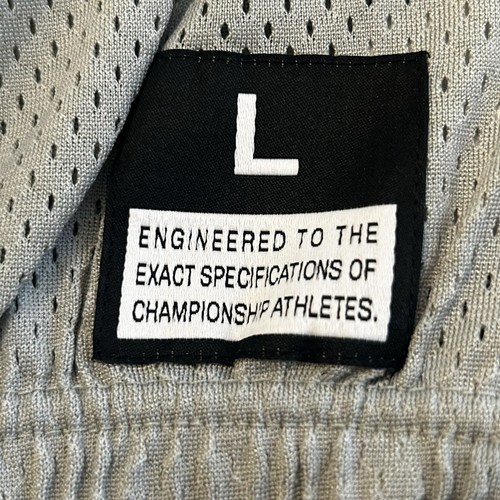 L
ENGINEERED TO THE
EXACT SPECIFICATIONS OF
CHAMPIONSHIP ATHLETES.